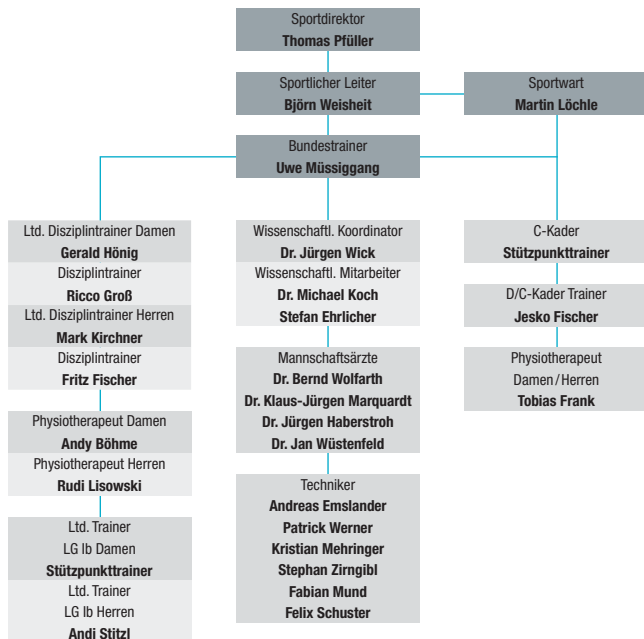 Sportdirektor
Thomas Pfüller
Sportlicher Leiter
Björn Weisheit
Sportwart
Martin Löchle
Bundestrainer
Uwe Müssiggang
Ltd. Disziplintrainer Damen
Gerald Hönig
Disziplintrainer
Ricco Groß
Ltd. Disziplintrainer Herren
Mark Kirchner
Disziplintrainer
Fritz Fischer
Physiotherapeut Damen
Andy Böhme
Physiotherapeut Herren
Rudi Lisowski
Ltd. Trainer
LG Ib Damen
Stützpunkttrainer
Ltd. Trainer
LG Ib Herren
Andi Stitzl
Wissenschaftl. Koordinator
Dr. Jürgen Wick
Wissenschaftl. Mitarbeiter
Dr. Michael Koch
Stefan Ehrlicher
Mannschaftsärzte
Dr. Bernd Wolfarth
Dr. Klaus-Jürgen Marquardt
Dr. Jürgen Haberstroh
Dr. Jan Wüstenfeld
Techniker
Andreas Emslander
Patrick Werner
Kristian Mehringer
Stephan Zirngibl
Fabian Mund
Felix Schuster
C-Kader
Stützpunkttrainer
D/C-Kader Trainer
Jesko Fischer
Physiotherapeut
Damen/Herren
Tobias Frank